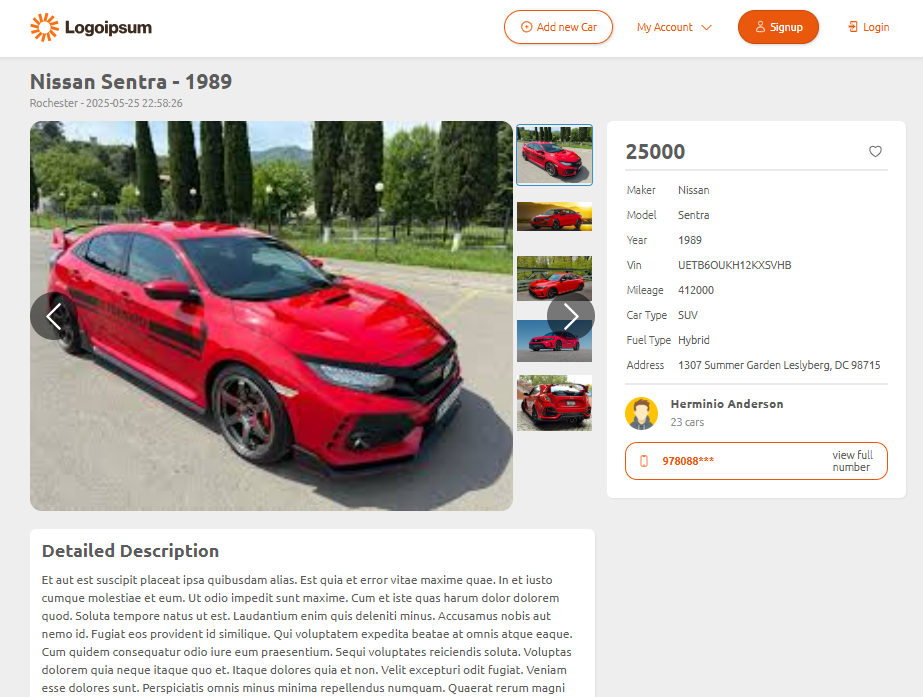 Logoipsum
Add new Car
My Account
Signup
Login
Nissan Sentra - 1989
Rochester - 2025-05-25 22:58:26
25000
Maker Nissan
Model Sentra
Year 1989
Vin UETB6OUKH12KXSVHB
Mileage 412000
Car Type SUV
Fuel Type Hybrid
Address 1307 Summer Garden Leslyberg, DC 98715
Herminio Anderson
23 cars
978088***
view full
number
Detailed Description
Et aut est suscipit placeat ipsa quibusdam alias. Est quia et error vitae maxime quae. In et iusto
cumque molestiae et eum. Ut odio impedit sunt maxime. Cum et iste quas harum dolor dolorem
quod. Soluta tempore natus ut est. Laudantium enim quis deleniti minus. Accusamus nobis aut
nemo id. Fugiat eos provident id similique. Qui voluptatem expedita beatae at omnis atque eaque.
Cum quidem consequatur odio iure eum praesentium. Sequi voluptates reiciendis soluta. Voluptas
dolorem quia neque itaque quo et. Itaque dolores quia et non. Velit excepturi odit fugiat. Veniam
esse dolores sunt. Perspiciatis omnis minus minima repellendus numquam. Quaerat rerum magni